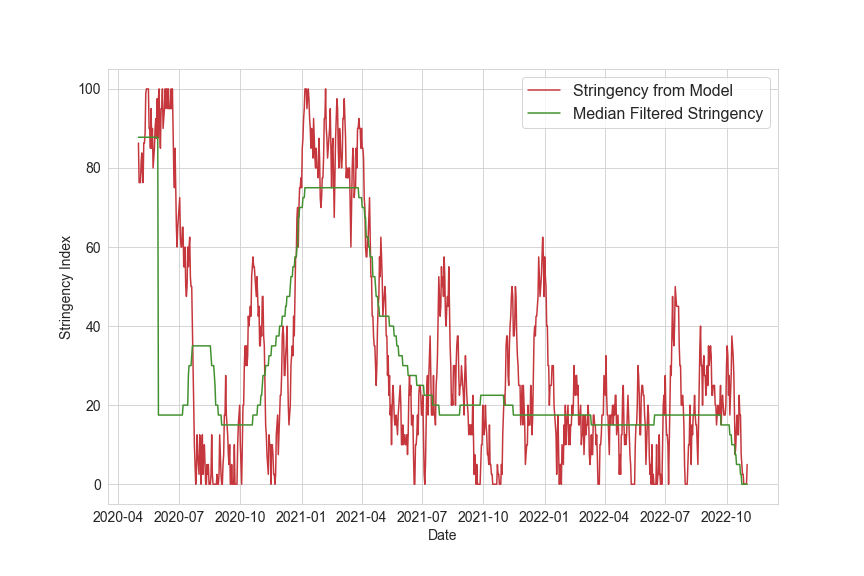 Stringency from Model
Median Filtered Stringency
100
80
60
40
20
0
Stringency Index
2020-04 2020-07 2020-10 2021-01 2021-04 2021-07 2021-10 2022-01 2022-04 2022-07 2022-10
Date